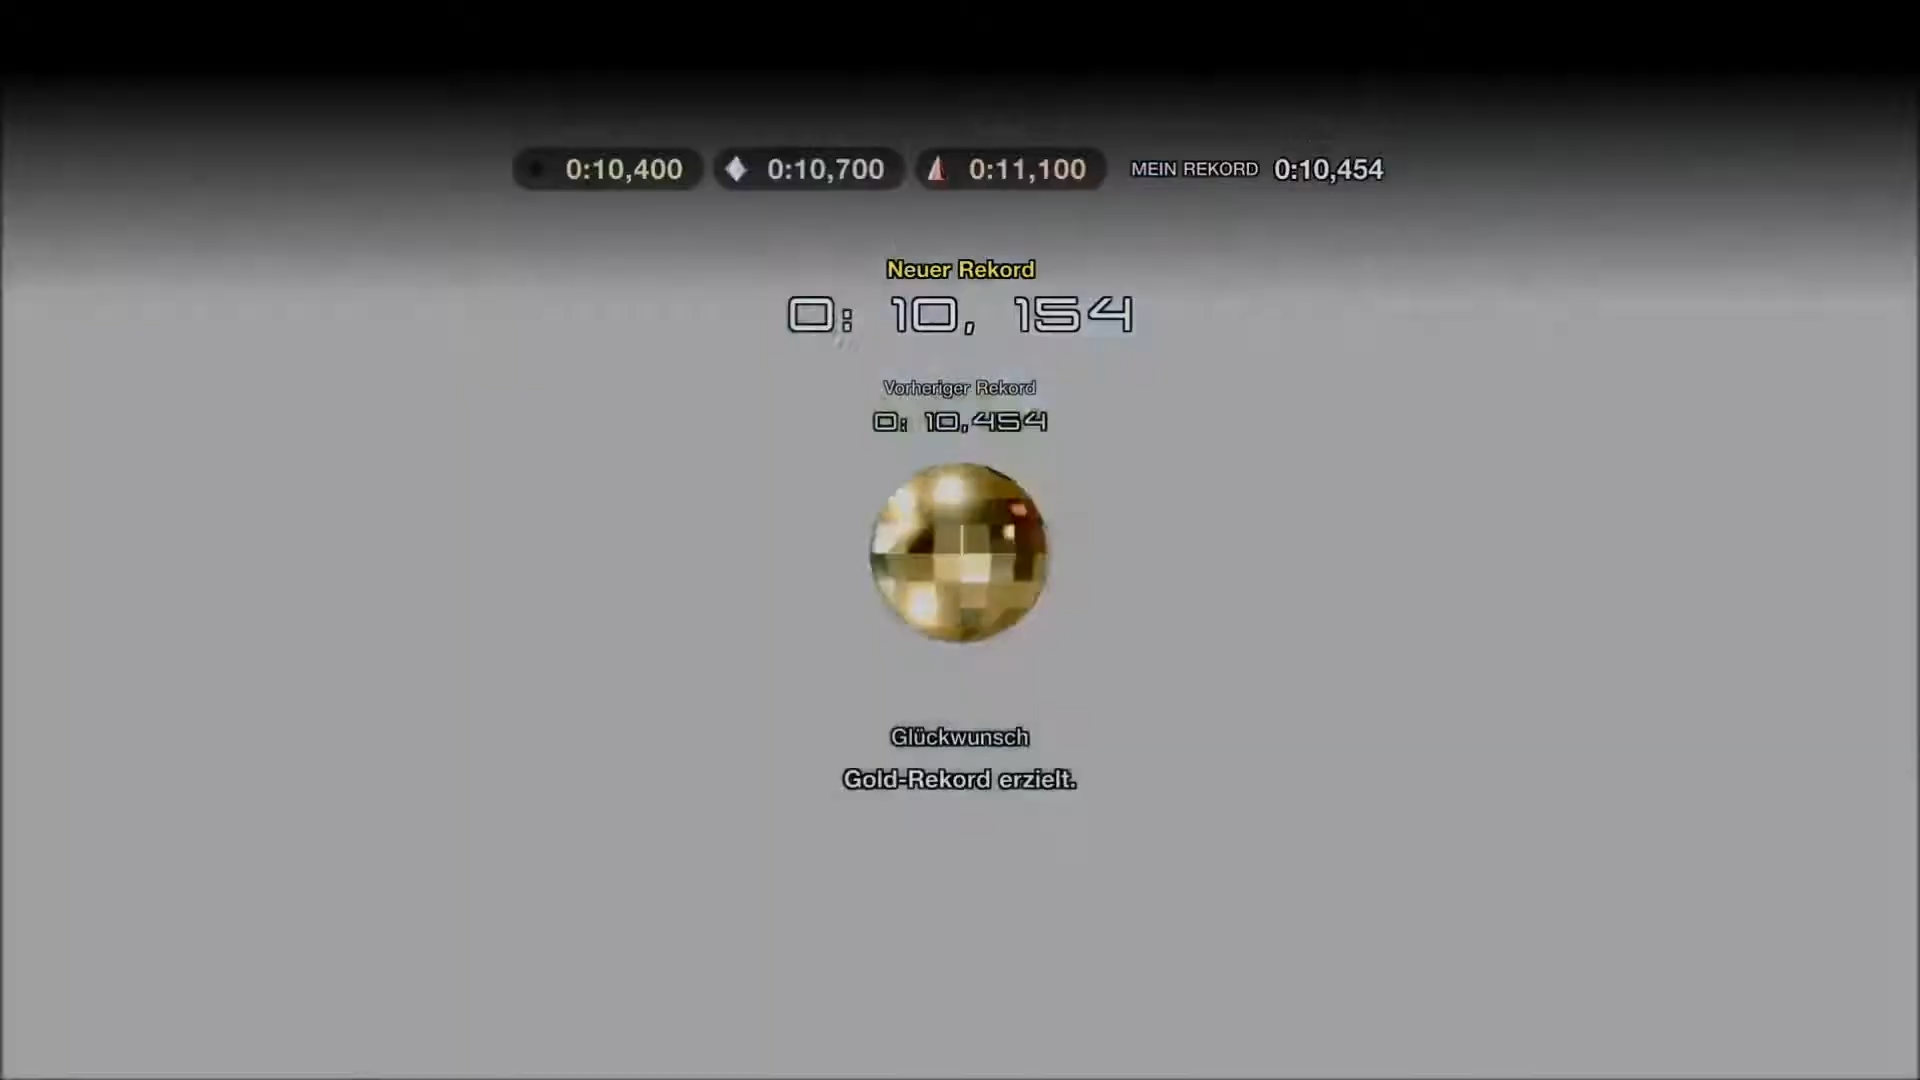 0:10,400 0:10,700 0:11,100 MEIN REKORD 0:10,454
Neuer Rekord
0: 10, 154
Vorheriger Rekord
0: 10,454
Glückwunsch
Gold-Rekord erzielt.